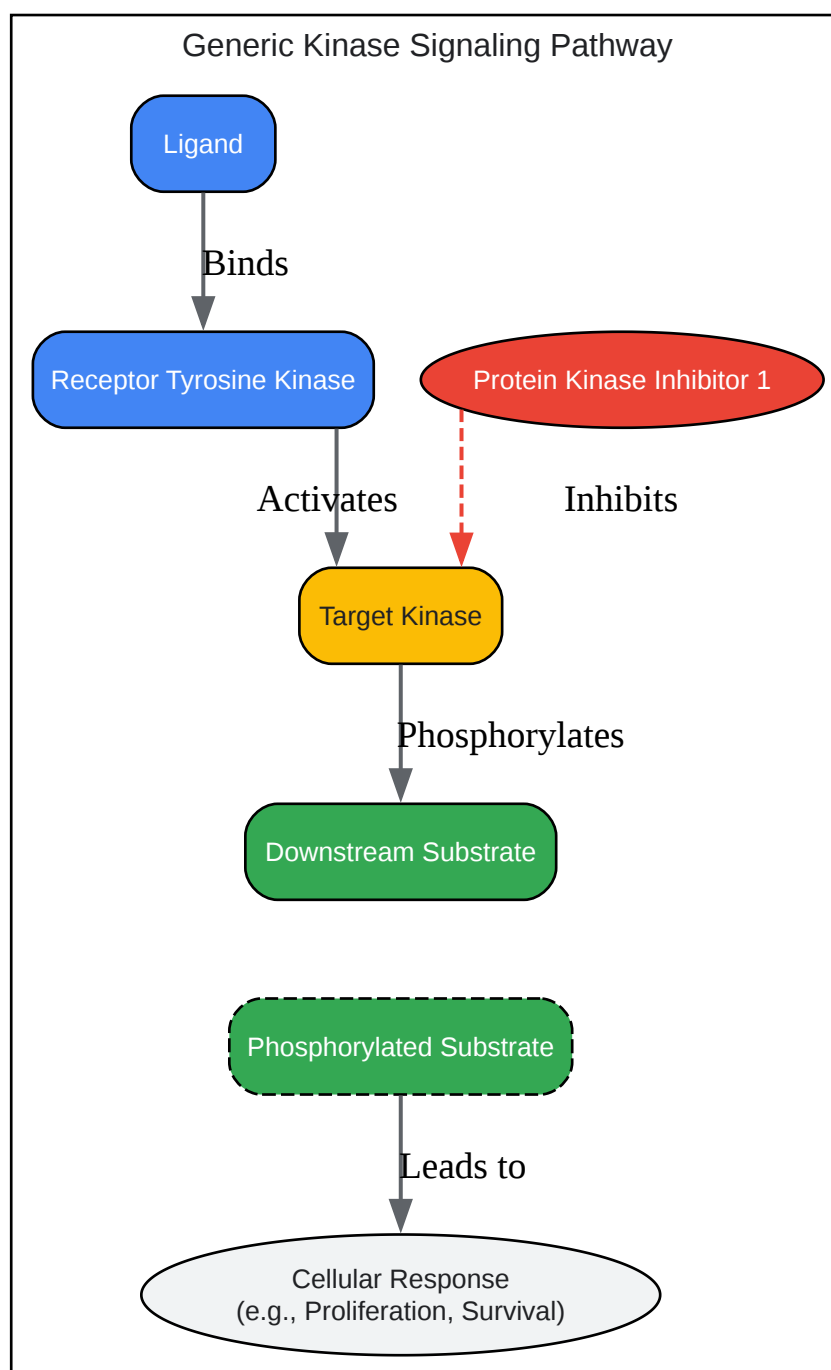 Generic Kinase Signaling Pathway
Ligand
Binds
Receptor Tyrosine Kinase
Protein Kinase Inhibitor 1
Activates
Inhibits
Target Kinase
Phosphorylates
Downstream Substrate
Phosphorylated Substrate
Leads to
Cellular Response
(e.g., Proliferation, Survival)